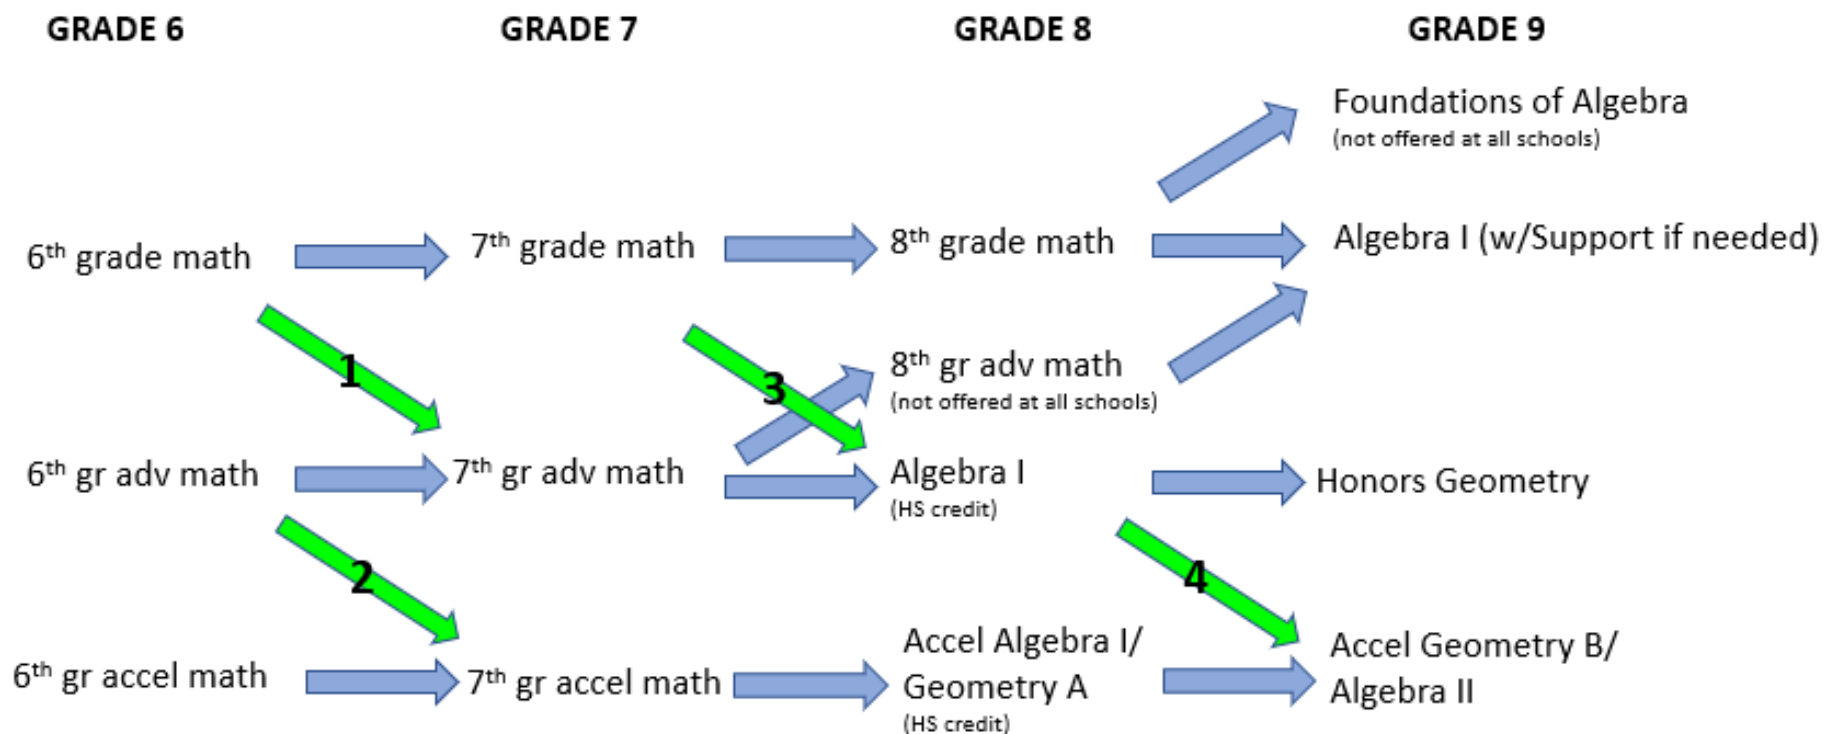 GRADE 6
GRADE 7
GRADE 8
GRADE 9
Foundations of Algebra
(not offered at all schools)
6th grade math
7th grade math
8th grade math
Algebra I (w/Support if needed)
1
3
8th gr adv math
(not offered at all schools)
6th gr adv math
7th gr adv math
Algebra I
(HS credit)
Honors Geometry
2
4
6th gr accel math
7th gr accel math
Accel Algebra I/
Geometry A
(HS credit)
Accel Geometry B/
Algebra II